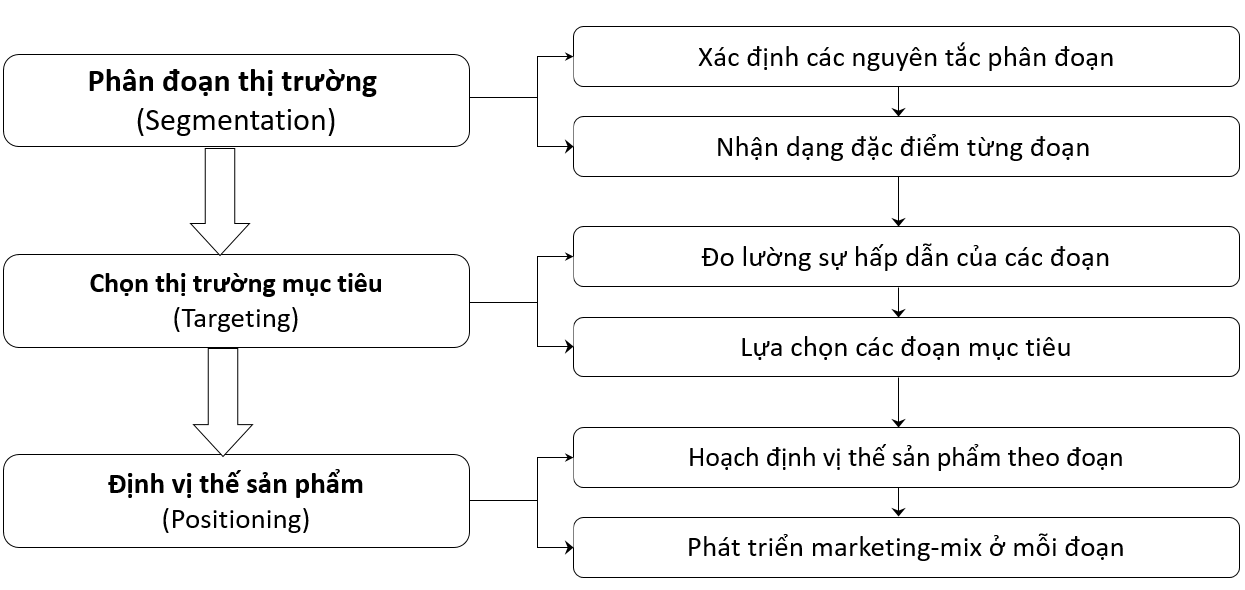 Phân đoạn thị trường
(Segmentation)
Xác định các nguyên tắc phân đoạn
Nhận dạng đặc điểm từng đoạn
Chọn thị trường mục tiêu
(Targeting)
Đo lường sự hấp dẫn của các đoạn
Lựa chọn các đoạn mục tiêu
Định vị thế sản phẩm
(Positioning)
Hoạch định vị thế sản phẩm theo đoạn
Phát triển marketing-mix ở mỗi đoạn